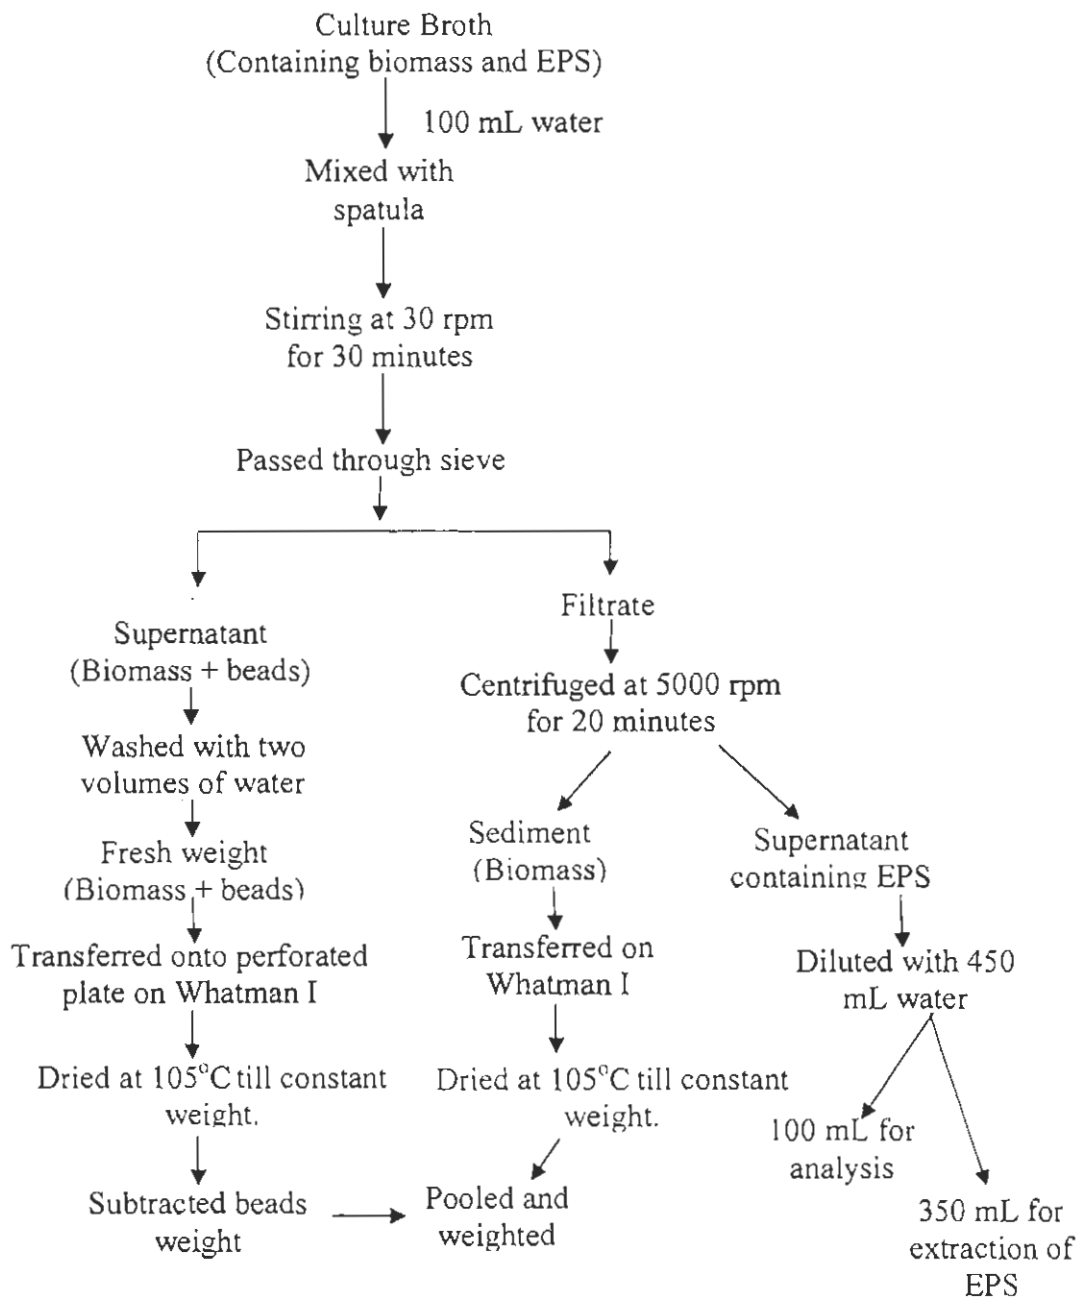 Culture Broth
(Containing biomass and EPS)
100 mL water
Mixed with
spatula
Stirring at 30 rpm
for 30 minutes
Passed through sieve
Supernatant
(Biomass + beads)
Washed with two
volumes of water
Fresh weight
(Biomass + beads)
Transferred onto perforated
plate on Whatman I
Dried at 105°C till constant
weight.
Subtracted beads
weight
Filtrate
Centrifuged at 5000 rpm
for 20 minutes
Sediment
(Biomass)
Transferred on
Whatman I
Dried at 105°C till constant
weight.
Pooled and
weighted
Supernatant
containing EPS
Diluted with 450
mL water
100 mL for
analysis
350 mL for
extraction of
EPS